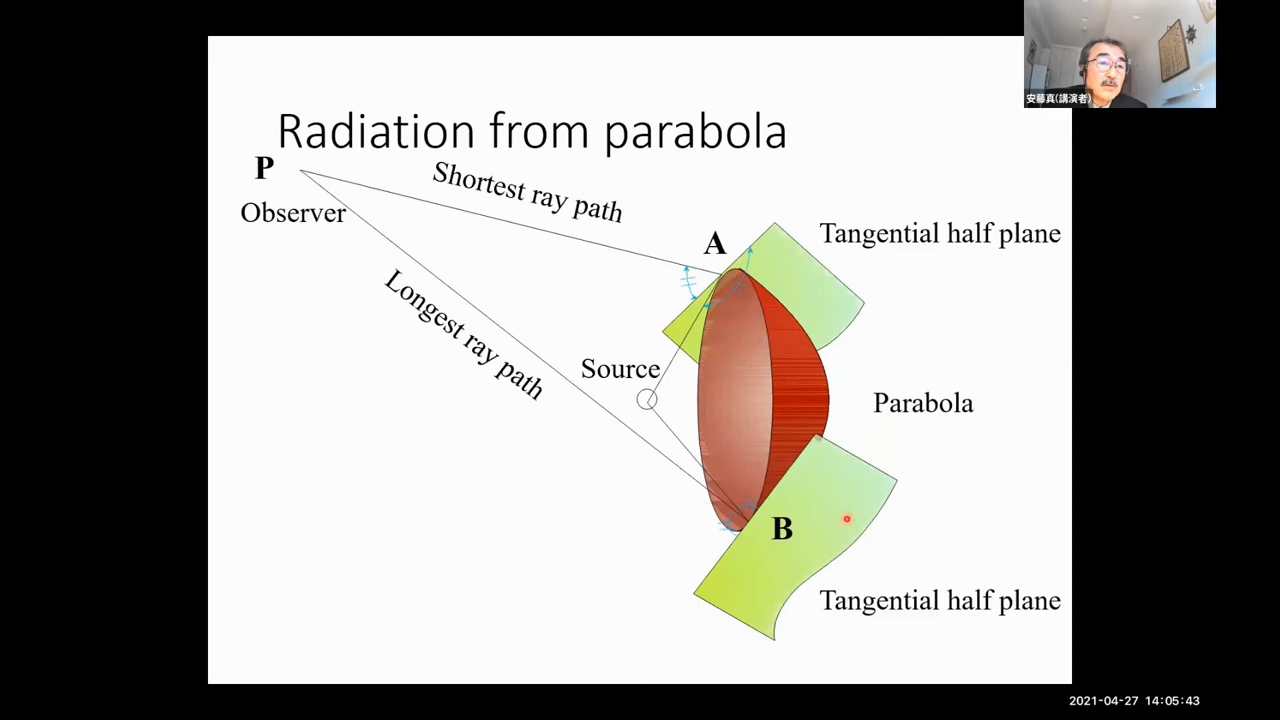 安藤真(講演者)
Radiation from parabola
P
Observer
Shortest ray path
A
Tangential half plane
Longest ray path
Source
Parabola
B
Tangential half plane
2021-04-27 14:05:43